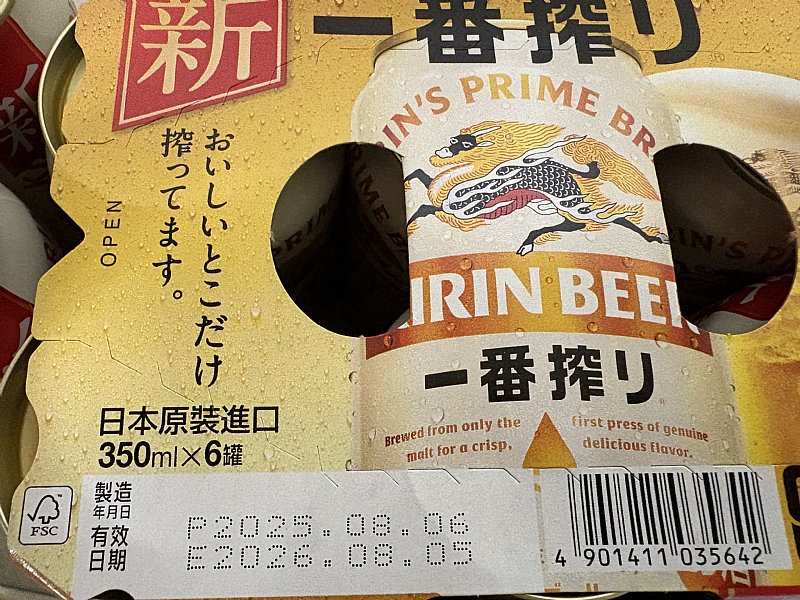 新
一番搾り
KIRIN'S PRIME BR
KIRIN BEER
一番搾り
Brewed from only the
malt for a crisp,
first press of genuine
delicious flavor.
おいしいとこだけ
搾ってます。
OPEN
日本原裝進口
350ml×6罐
FSC
製造
年月日
有效
日期
P2025.08.06
E2026.08.05
4 901411 035642